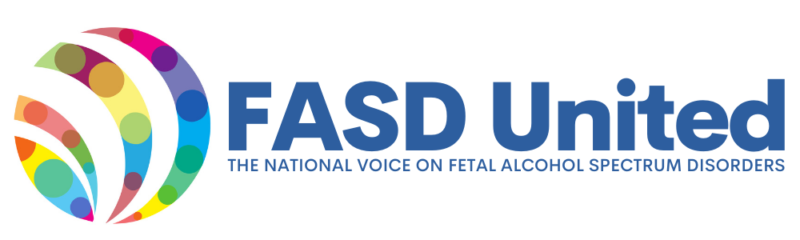 FASD United
THE NATIONAL VOICE ON FETAL ALCOHOL SPECTRUM DISORDERS